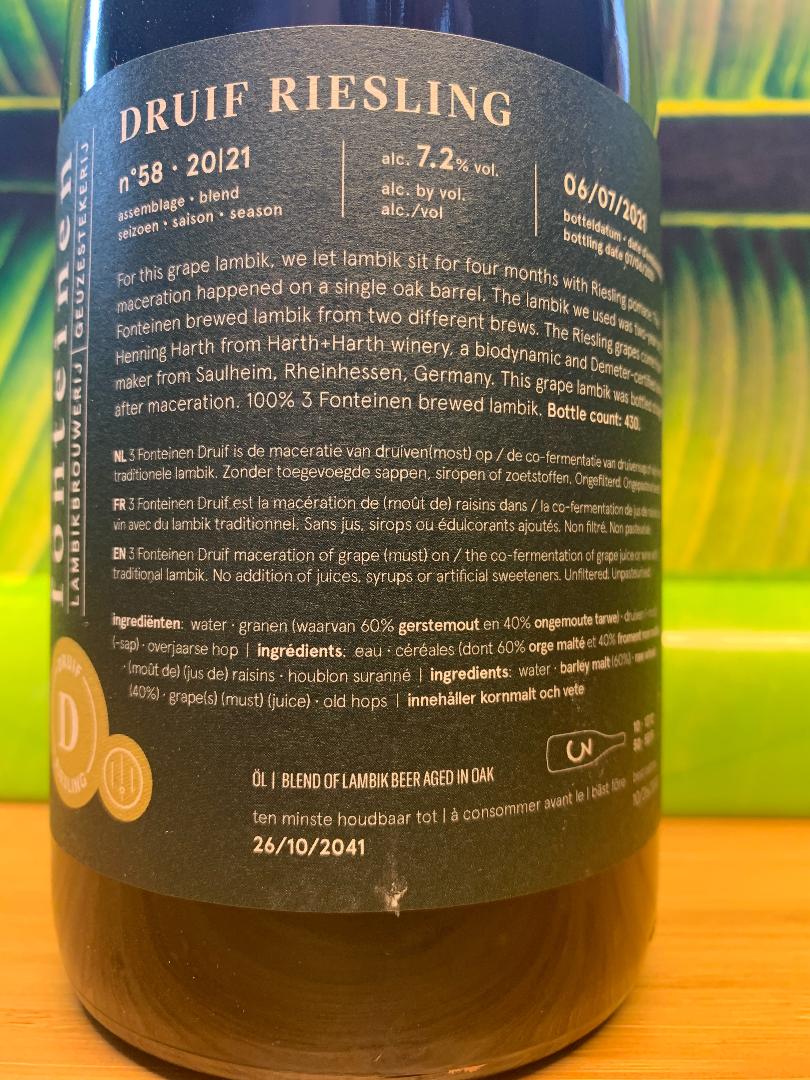 DRUIF RIESLING
n°58 · 20|21
assemblage · blend
seizoen · saison · season
alc. 7.2% vol.
alc. by vol.
alc./vol
06/07/2021
botteldatum ·
bottling date
fonteinen
LAMBIKBROUWERIJ | GEUZESTEKERIJ
For this grape lambik, we let lambik sit for four months with Riesling pomace.
maceration happened on a single oak barrel. The lambik we used was
Fonteinen brewed lambik from two different brews. The Riesling grapes
Henning Harth from Harth+Harth winery, a biodynamic and Demeter-certified
maker from Saulheim, Rheinhessen, Germany. This grape lambik was bottled
after maceration. 100% 3 Fonteinen brewed lambik. Bottle count: 430.
NL 3 Fonteinen Druif is de maceratie van druiven(most) op / de co-fermentatie van
traditionele lambik. Zonder toegevoegde sappen, siropen of zoetstoffen. Ongefilterd.
FR 3 Fonteinen Druif est la macération de (moût de) raisins dans / la co-fermentation de jus de
vin avec du lambik traditionnel. Sans jus, sirops ou édulcorants ajoutés. Non filtré. Non
EN 3 Fonteinen Druif maceration of grape (must) on / the co-fermentation of grape juice or
traditional lambik. No addition of juices, syrups or artificial sweeteners. Unfiltered. Unpasteurised.
ingrediënten: water · granen (waarvan 60% gerstemout en 40% ongemoute tarwe) ·
(-sap) · overjaarse hop | ingrédients: eau · céréales (dont 60% orge malté et 40% froment
· (moût de) (jus de) raisins · houblon suranné | ingredients: water · barley malt (60%) ·
(40%) · grape(s) (must) (juice) · old hops | innehåller kornmalt och vete
DRUIF
D
RIESLING
3
ÖL | BLEND OF LAMBIK BEER AGED IN OAK
ten minste houdbaar tot | à consommer avant le | bäst före
26/10/2041